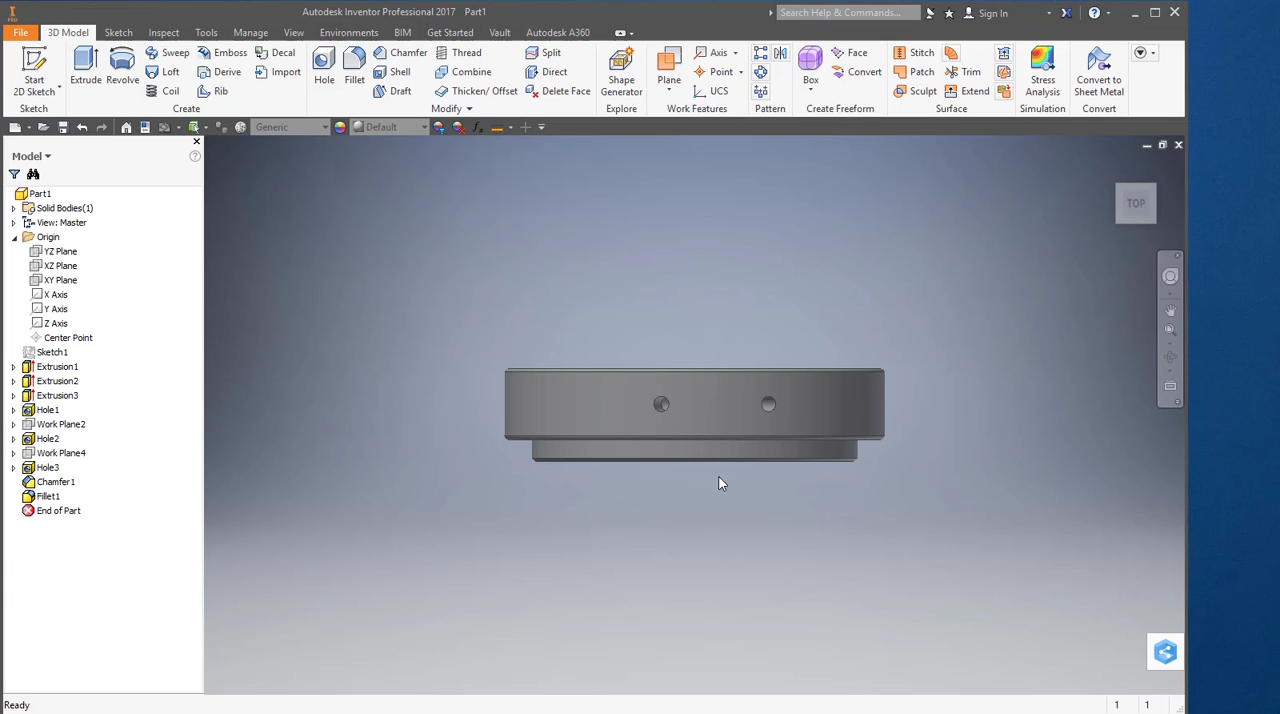 PRO
Autodesk Inventor Professional 2017 Part1
Search Help & Commands...
Sign In
File
3D Model
Sketch
Inspect
Tools
Manage
View
Environments
BIM
Get Started
Vault
Autodesk A360
Start
2D Sketch
Sketch
Extrude
Revolve
Sweep
Loft
Coil
Emboss
Derive
Rib
Decal
Import
Create
Hole
Fillet
Chamfer
Shell
Draft
Thread
Combine
Thicken/ Offset
Split
Direct
Delete Face
Modify
Shape
Generator
Explore
Plane
Axis
Point
UCS
Work Features
Pattern
Box
Face
Convert
Create Freeform
Stitch
Patch
Sculpt
Trim
Extend
Surface
Stress
Analysis
Simulation
Convert to
Sheet Metal
Convert
Generic
Default
fx
Model
Part1
Solid Bodies(1)
View: Master
Origin
YZ Plane
XZ Plane
XY Plane
X Axis
Y Axis
Z Axis
Center Point
Sketch1
Extrusion1
Extrusion2
Extrusion3
Hole1
Work Plane2
Hole2
Work Plane4
Hole3
Chamfer1
Fillet1
End of Part
TOP
Ready
1
1